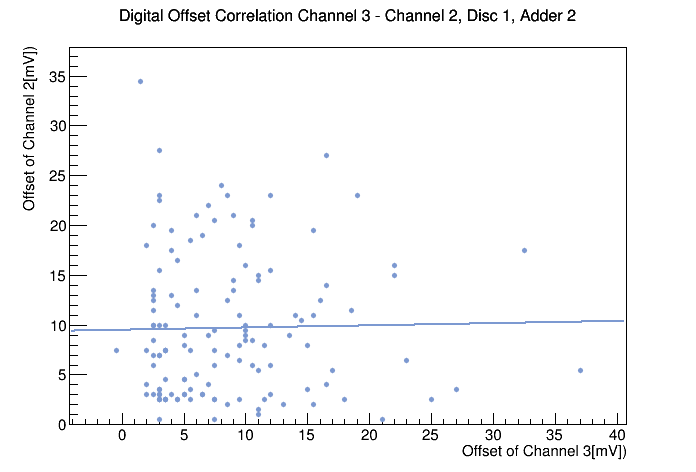 Digital Offset Correlation Channel 3 - Channel 2, Disc 1, Adder 2
Offset of Channel 2[mV])
35
30
25
20
15
10
5
0
0 5 10 15 20 25 30 35 40
Offset of Channel 3[mV])